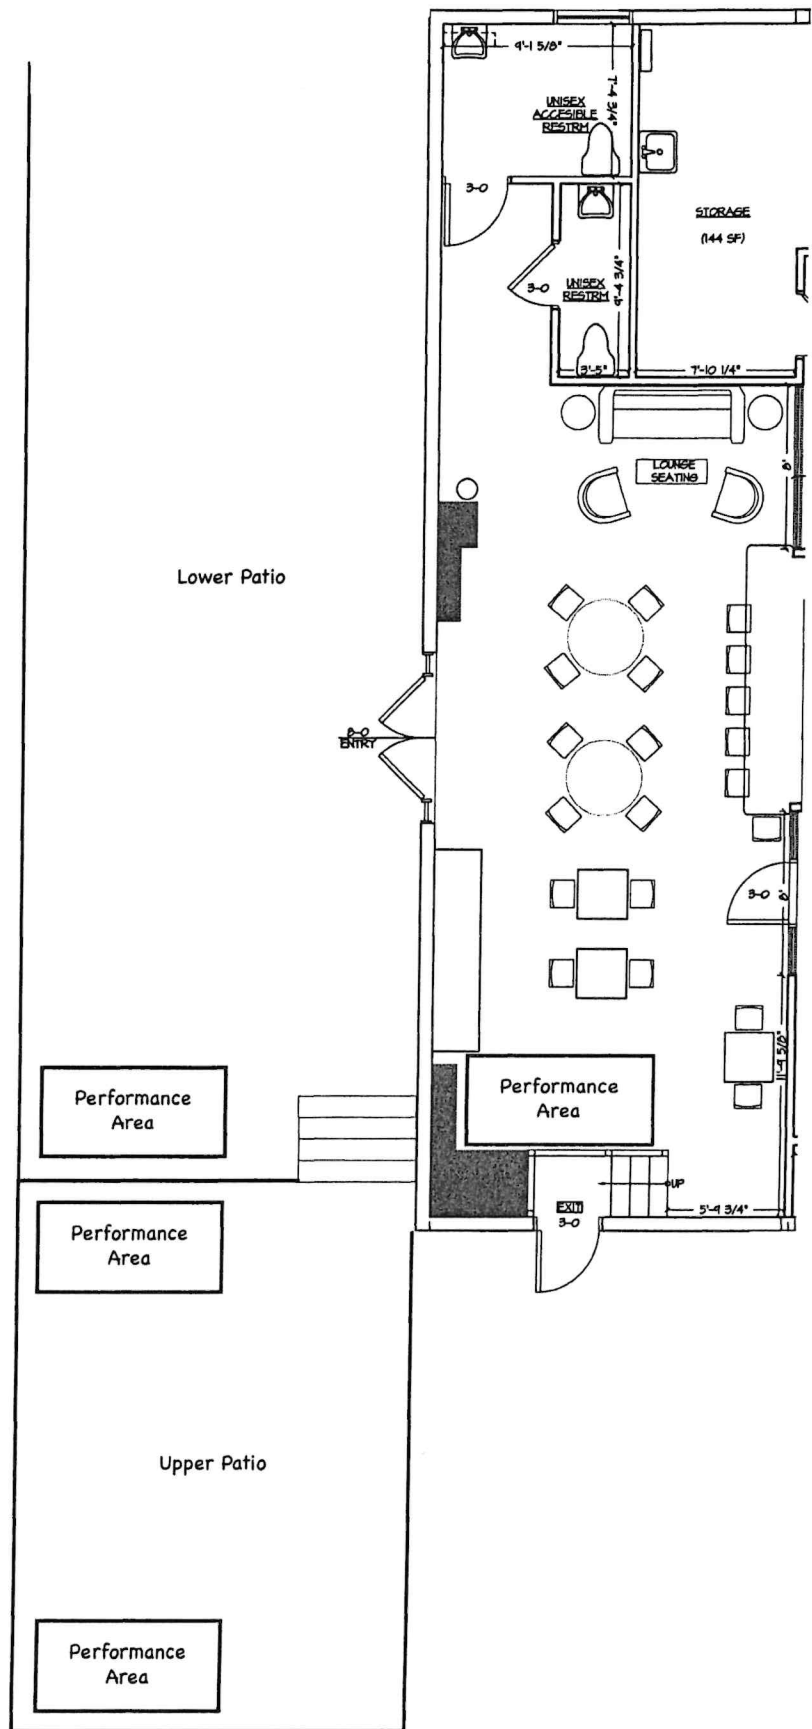 9'-1 5/8"
7'-4 3/4"
UNISEX
ACCESIBLE
RESTRM
3-0
STORAGE
(144 SF)
UNISEX
RESTRM
3-0
9'-4 3/4"
3'-5"
7'-10 1/4"
LOUNGE
SEATING
8'
Lower Patio
ENTRY
3-0
8'
11'-9 5/8"
Performance
Area
Performance
Area
UP
EXIT
3-0
5'-9 3/4"
Performance
Area
Upper Patio
Performance
Area